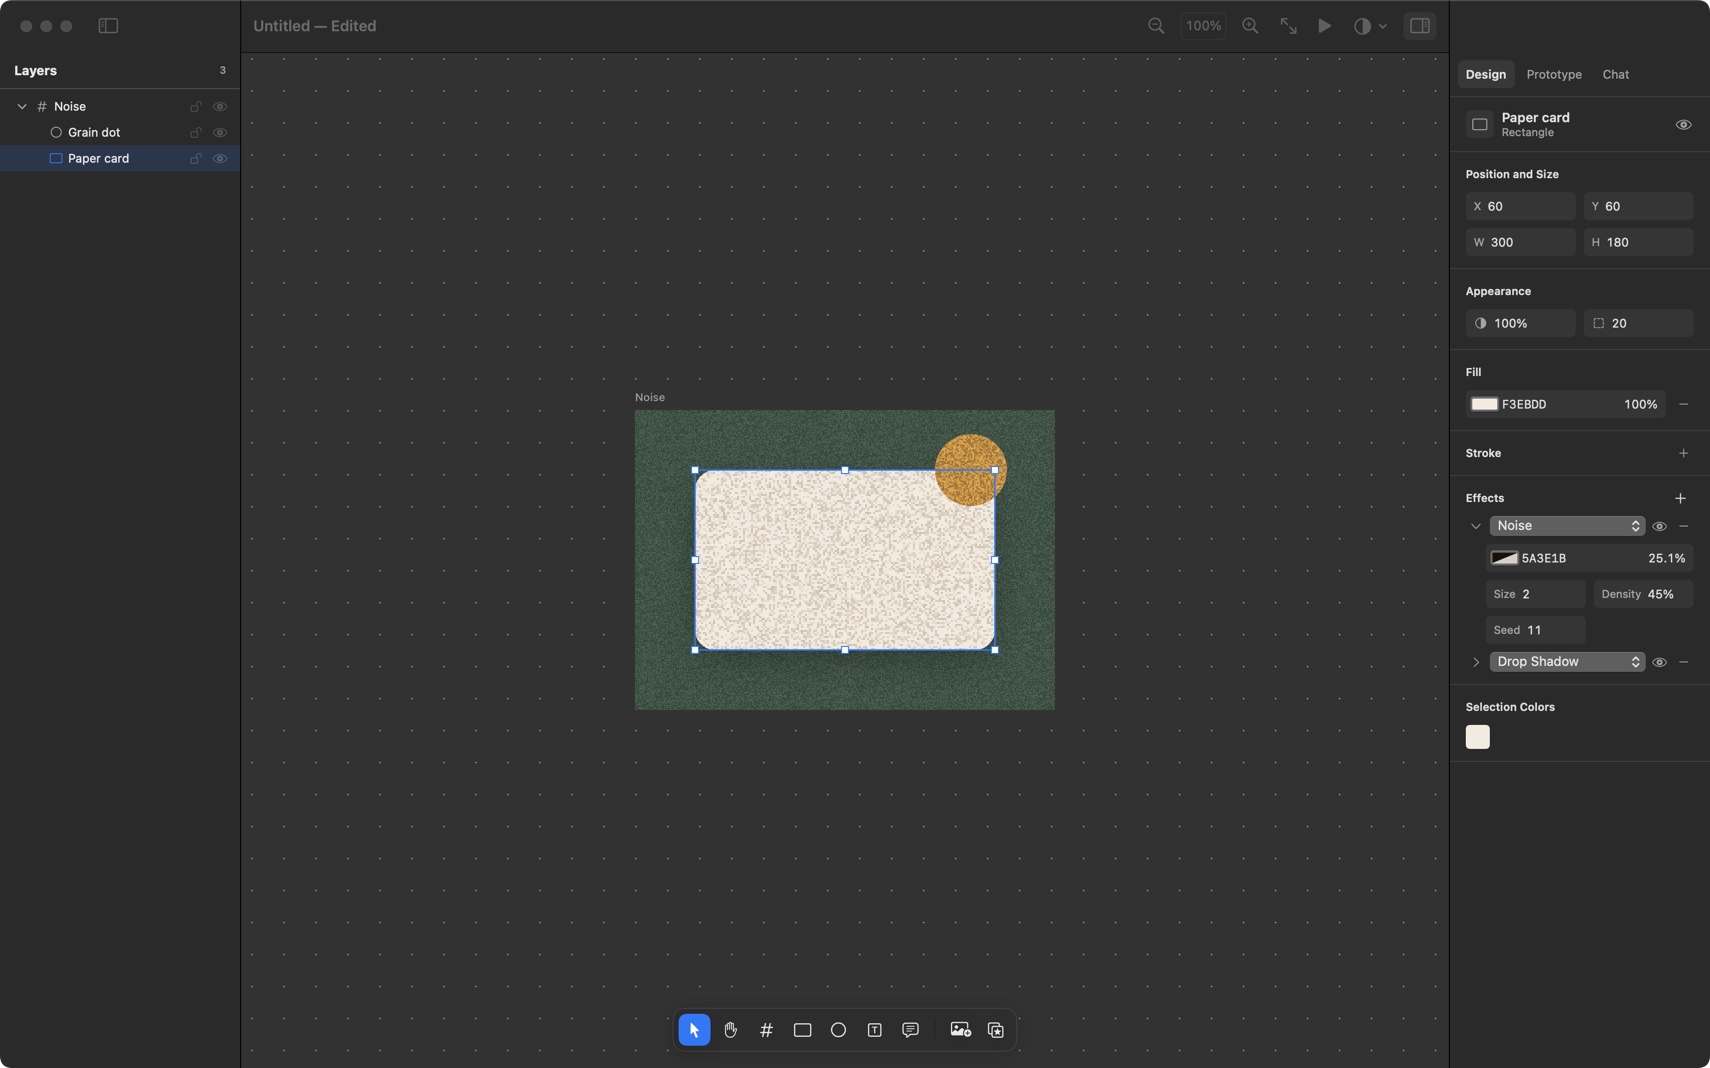 Untitled — Edited
100%
Layers
3
Noise
Grain dot
Paper card
Noise
Design
Prototype
Chat
Paper card
Rectangle
Position and Size
X 60
Y 60
W 300
H 180
Appearance
100%
20
Fill
F3EBDD 100%
Stroke
Effects
Noise
5A3E1B 25.1%
Size 2
Density 45%
Seed 11
Drop Shadow
Selection Colors